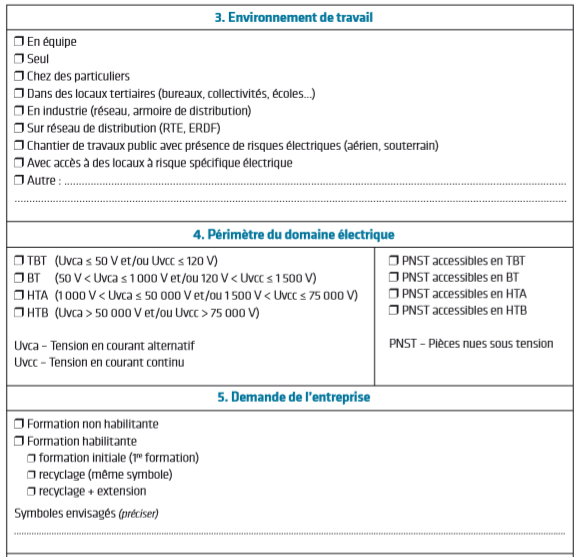 3. Environnement de travail
❒ En équipe
❒ Seul
❒ Chez des particuliers
❒ Dans des locaux tertiaires (bureaux, collectivités, écoles...)
❒ En industrie (réseau, armoire de distribution)
❒ Sur réseau de distribution (RTE, ERDF)
❒ Chantier de travaux public avec présence de risques électriques (aérien, souterrain)
❒ Avec accès à des locaux à risque spécifique électrique
❒ Autre : ................................................................
................................................................
4. Périmètre du domaine électrique
❒ TBT (Uvca ≤ 50 V et/ou Uvcc ≤ 120 V)
❒ BT (50 V < Uvca ≤ 1 000 V et/ou 120 V < Uvcc ≤ 1 500 V)
❒ HTA (1 000 V < Uvca ≤ 50 000 V et/ou 1 500 V < Uvcc ≤ 75 000 V)
❒ HTB (Uvca > 50 000 V et/ou Uvcc > 75 000 V)
Uvca – Tension en courant alternatif
Uvcc – Tension en courant continu
❒ PNST accessibles en TBT
❒ PNST accessibles en BT
❒ PNST accessibles en HTA
❒ PNST accessibles en HTB
PNST – Pièces nues sous tension
5. Demande de l'entreprise
❒ Formation non habilitante
❒ Formation habilitante
❒ formation initiale (1re formation)
❒ recyclage (même symbole)
❒ recyclage + extension
Symboles envisagés (préciser)
................................................................